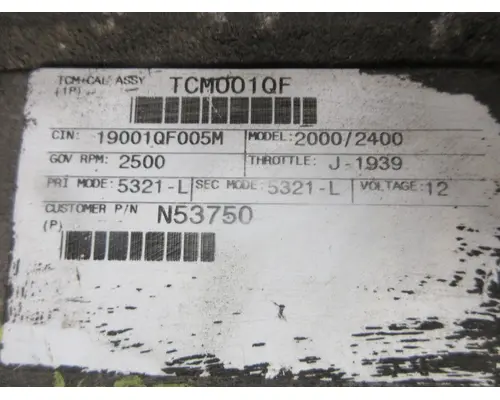 TCM+CAL ASSY TCM001QF
(1P)
CIN: 19001QF005M MODEL: 2000/2400
GOV RPM: 2500 THROTTLE: J-1939
PRI MODE: 5321-L SEC MODE: 5321-L VOLTAGE: 12
CUSTOMER P/N N53750
(P)